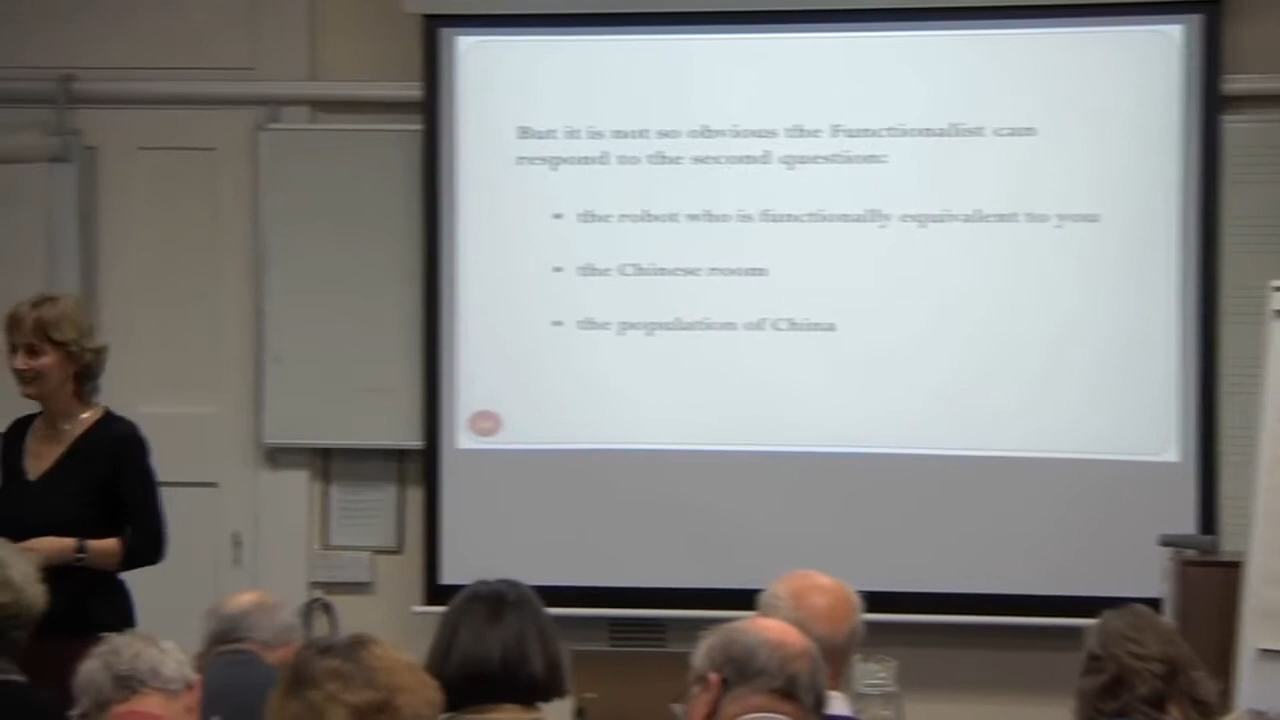 But it is not so obvious the Functionalist can
respond to the second question:
• the robot who is functionally equivalent to you
• the Chinese room
• the population of China